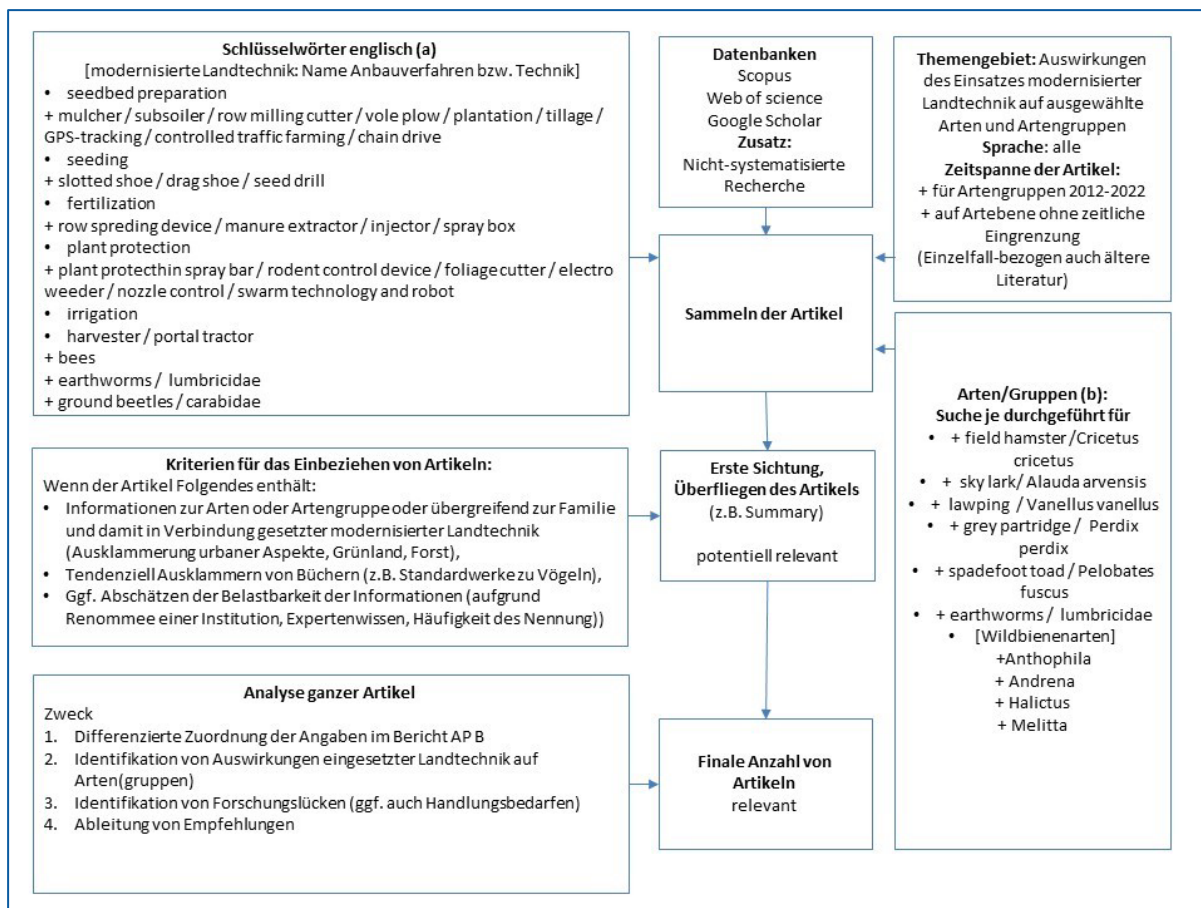 Schlüsselwörter englisch (a)
[modernisierte Landtechnik: Name Anbauverfahren bzw. Technik]
• seedbed preparation
+ mulcher / subsoiler / row milling cutter / vole plow / plantation / tillage /
GPS-tracking / controlled traffic farming / chain drive
• seeding
+ slotted shoe / drag shoe / seed drill
• fertilization
+ row spreding device / manure extractor / injector / spray box
• plant protection
+ plant protecthin spray bar / rodent control device / foliage cutter / electro
weeder / nozzle control / swarm technology and robot
• irrigation
• harvester / portal tractor
+ bees
+ earthworms / lumbricidae
+ ground beetles / carabidae
Datenbanken
Scopus
Web of science
Google Scholar
Zusatz:
Nicht-systematisierte
Recherche
Themengebiet: Auswirkungen
des Einsatzes modernisierter
Landtechnik auf ausgewählte
Arten und Artengruppen
Sprache: alle
Zeitspanne der Artikel:
+ für Artengruppen 2012-2022
+ auf Artebene ohne zeitliche
Eingrenzung
(Einzelfall-bezogen auch ältere
Literatur)
Sammeln der Artikel
Arten/Gruppen (b):
Suche je durchgeführt für
• + field hamster /Cricetus
cricetus
• + sky lark/ Alauda arvensis
• + lawping / Vanellus vanellus
• + grey partridge / Perdix
perdix
• + spadefoot toad / Pelobates
fuscus
• + earthworms / lumbricidae
• [Wildbienenarten]
+Anthophila
+ Andrena
+ Halictus
+ Melitta
Kriterien für das Einbeziehen von Artikeln:
Wenn der Artikel Folgendes enthält:
• Informationen zur Arten oder Artengruppe oder übergreifend zur Familie
und damit in Verbindung gesetzter modernisierter Landtechnik
(Ausklammerung urbaner Aspekte, Grünland, Forst),
• Tendenziell Ausklammern von Büchern (z.B. Standardwerke zu Vögeln),
• Ggf. Abschätzen der Belastbarkeit der Informationen (aufgrund
Renommee einer Institution, Expertenwissen, Häufigkeit des Nennung))
Erste Sichtung,
Überfliegen des Artikels
(z.B. Summary)
potentiell relevant
Analyse ganzer Artikel
Zweck
1. Differenzierte Zuordnung der Angaben im Bericht AP B
2. Identifikation von Auswirkungen eingesetzter Landtechnik auf
Arten(gruppen)
3. Identifikation von Forschungslücken (ggf. auch Handlungsbedarfen)
4. Ableitung von Empfehlungen
Finale Anzahl von
Artikeln
relevant